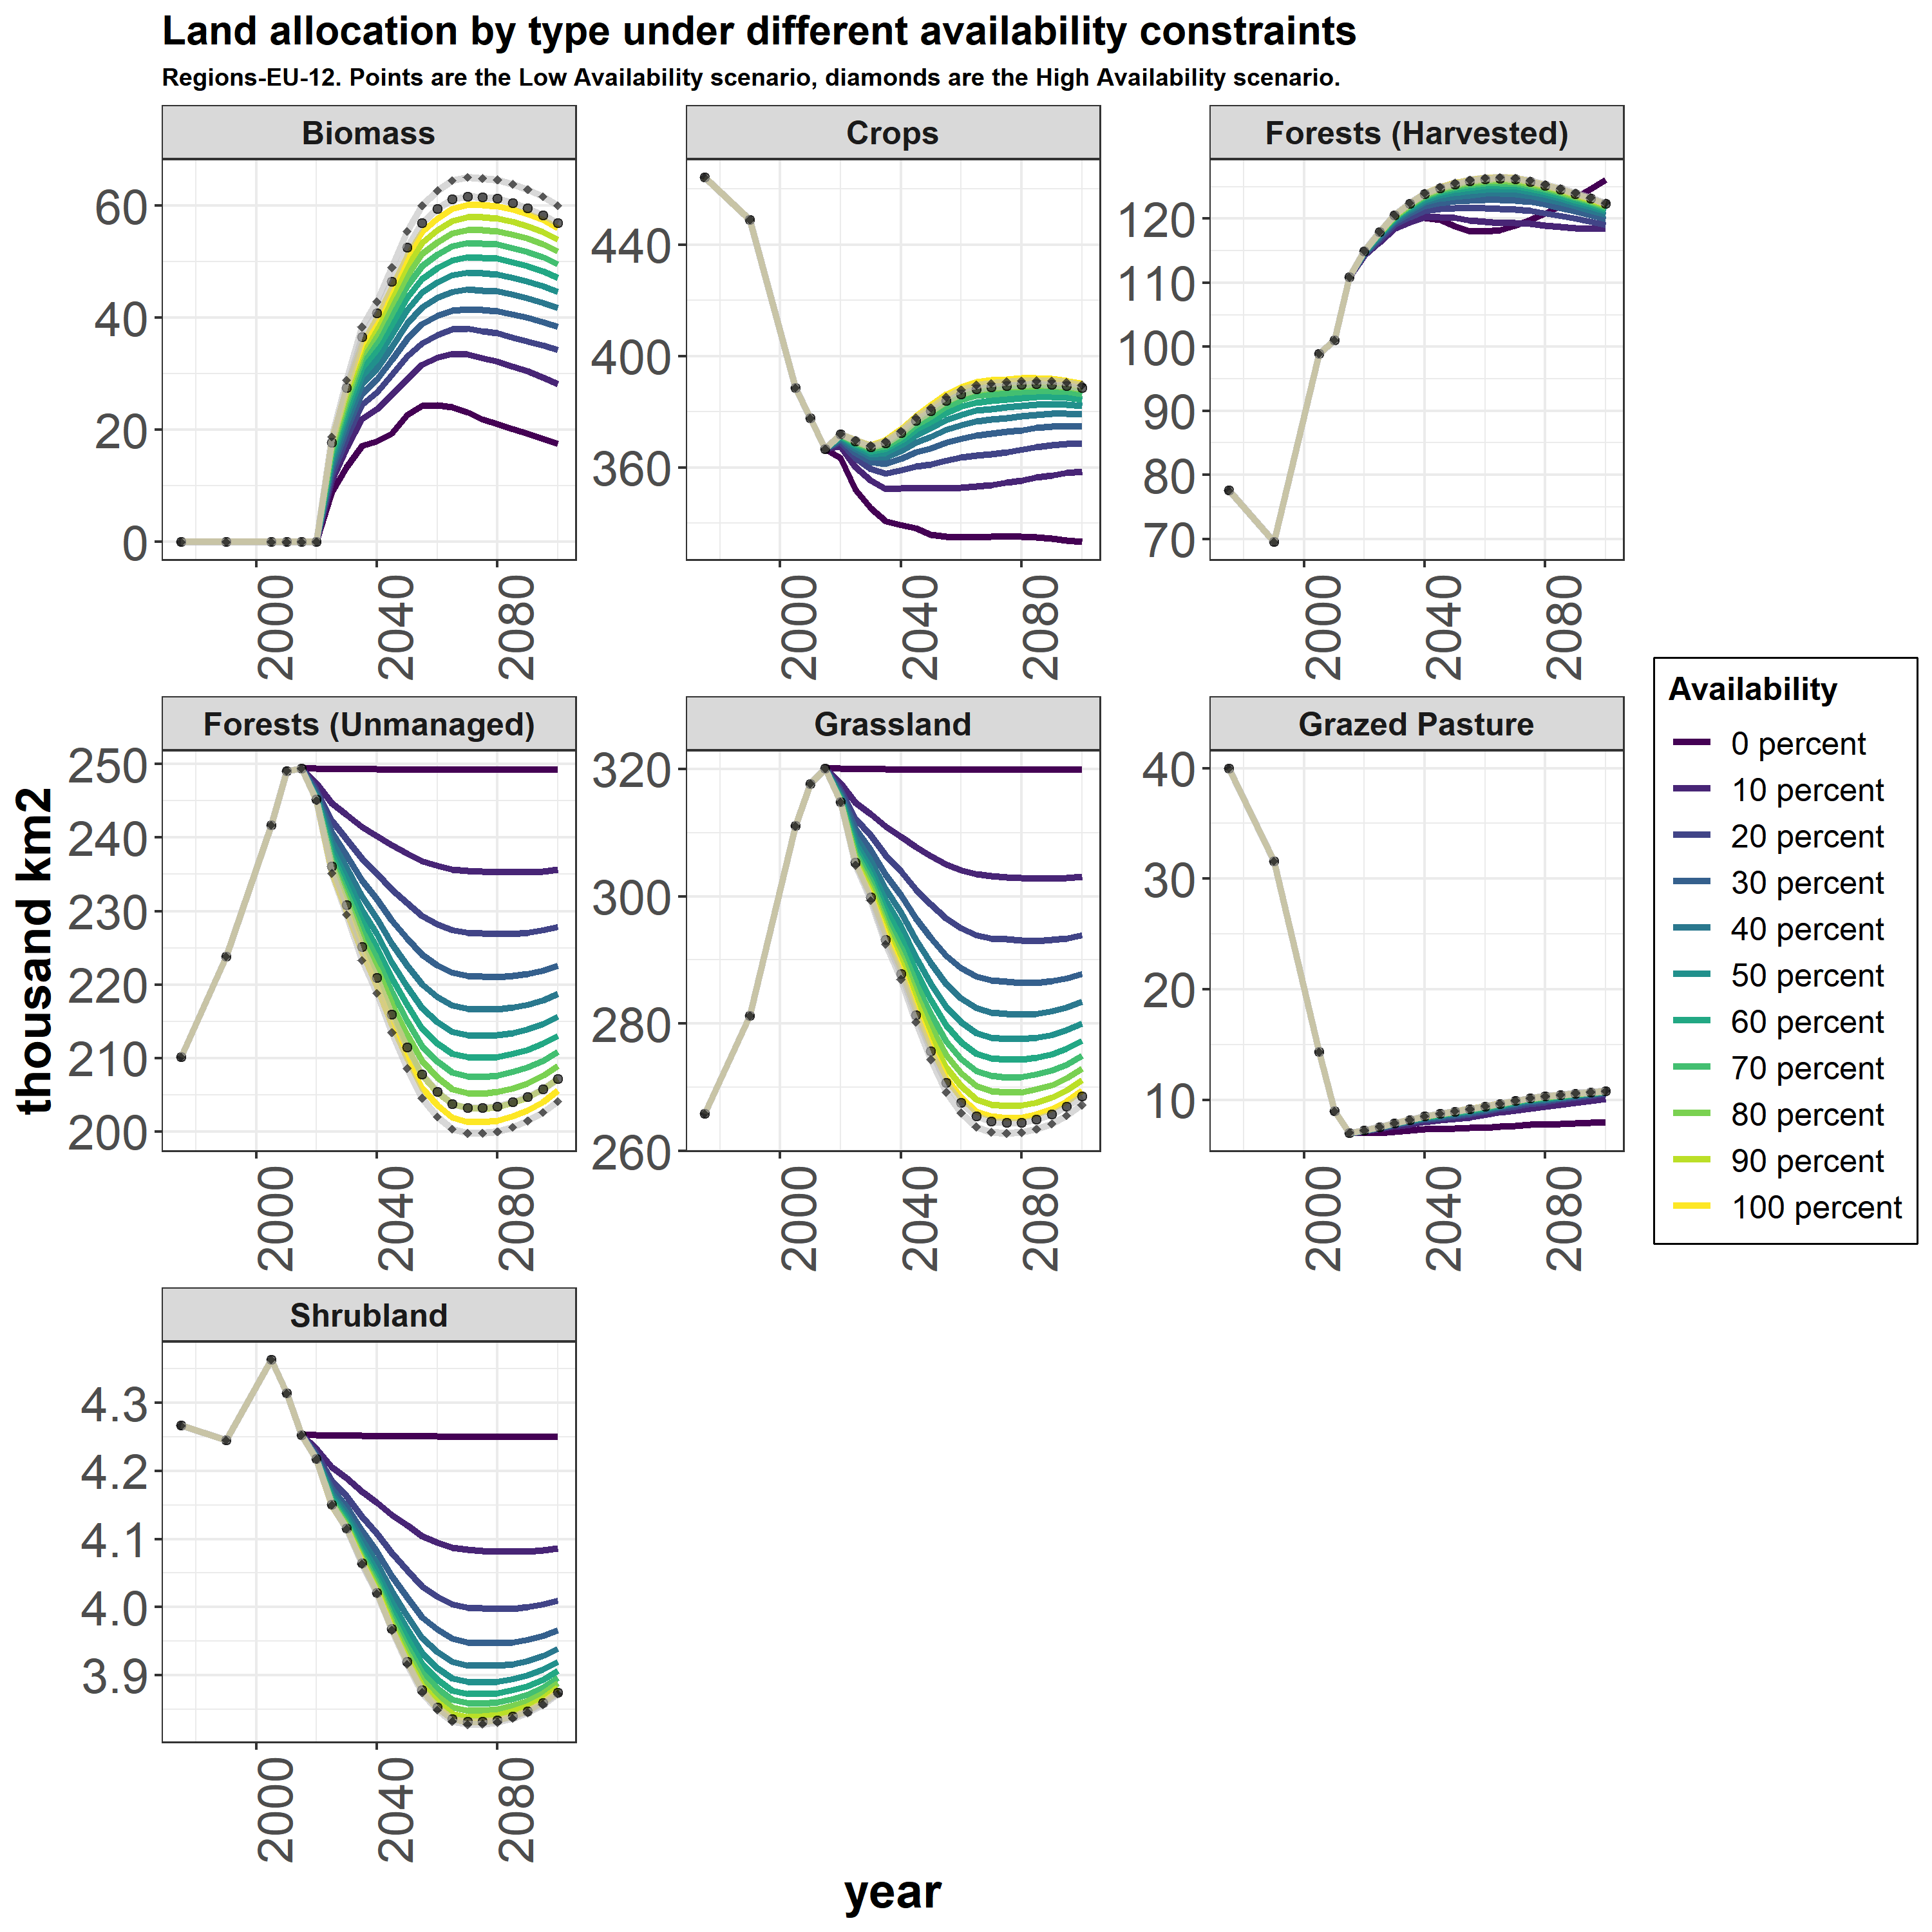 Land allocation by type under different availability constraints
Regions-EU-12. Points are the Low Availability scenario, diamonds are the High Availability scenario.
Biomass
60
40
20
0
2000
2040
2080
Crops
440
400
360
2000
2040
2080
Forests (Harvested)
120
110
100
90
80
70
2000
2040
2080
thousand km2
Forests (Unmanaged)
250
240
230
220
210
200
2000
2040
2080
Grassland
320
300
280
260
2000
2040
2080
Grazed Pasture
40
30
20
10
2000
2040
2080
Availability
0 percent
10 percent
20 percent
30 percent
40 percent
50 percent
60 percent
70 percent
80 percent
90 percent
100 percent
Shrubland
4.3
4.2
4.1
4.0
3.9
2000
2040
2080
year